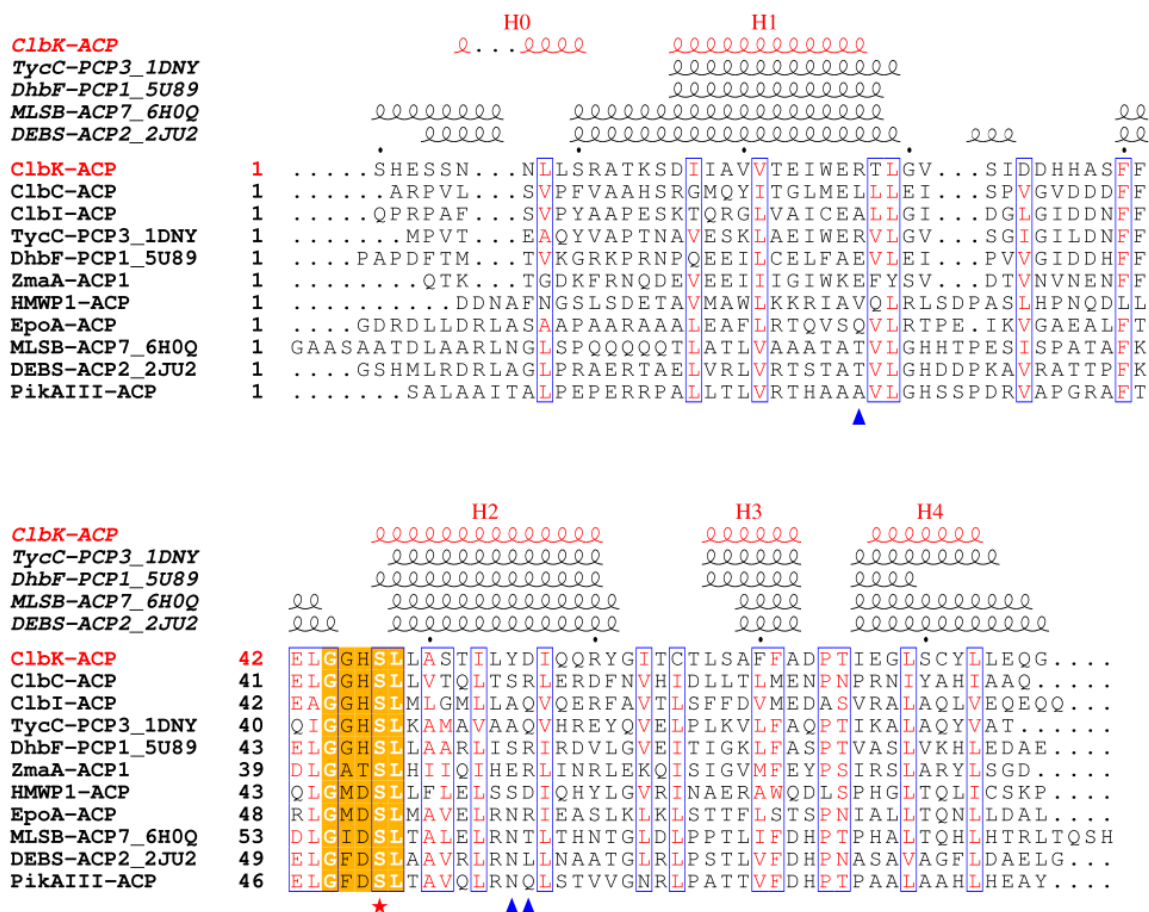 H0 H1
ClbK-ACP ....
TycC-PCP3_1DNY
DhbF-PCP1_5U89
MLSB-ACP7_6H0Q
DEBS-ACP2_2JU2
ClbK-ACP 1 .....SHESSN...NLLSRATKSDIIAVVTEIWERTLGV...SIDDHHASFF
ClbC-ACP 1 ......ARPVL...SVPFVAAHSRGMQYITGLMELLLEI...SPVGVDDDFF
ClbI-ACP 1 .....QPRPAF...SVPYAAPESKTQRGLVAICEALLGI...DGLGIDDNFF
TycC-PCP3_1DNY 1 .......MPVT...EAQYVAPTNAVESKLAEIWERVLGV...SGIGILDNFF
DhbF-PCP1_5U89 1 ....PAPDFTM...TVKGRKPRNPQEEILCELFAEVLEI...PVVGIDDHFF
ZmaA-ACP1 1 ........QTK...TGDKFRNQDEVEEIIIGIWKEFYSV...DTVNVNENFF
HMWP1-ACP 1 ..........DDNAFNGSLSDETAVMAWLKKRIAVQLRLSDPASLHPNQDLL
EpoA-ACP 1 ....GDRDLLDRLASAAPAARAAALEAFLRTQVSQVLRTPE.IKVGAEALFT
MLSB-ACP7_6H0Q 1 GAASAATDLAARLNGLSPQQQQQTLATLVAAATATVLGHHTPESISPATAFK
DEBS-ACP2_2JU2 1 ....GSHMLRDRLAGLPRAERTAELVRLVRTSTATVLGHDDPKAVRATTPFK
PikAIII-ACP 1 .......SALAAITALPEPERRPALLTLVRTHAAAVLGHSSPDRVAPGRAFT
H2 H3 H4
ClbK-ACP
TycC-PCP3_1DNY
DhbF-PCP1_5U89
MLSB-ACP7_6H0Q
DEBS-ACP2_2JU2
ClbK-ACP 42 ELGGHSLLASTILYDIQQRYGITCTLSAFFADPTIEGLSCYLLEQG....
ClbC-ACP 41 ELGGHSLLVTQLTSRLERDFNVHIDLLTLMENPNPRNIYAHIAAQ.....
ClbI-ACP 42 EAGGHSLMLGMLLAQVQERFAVTLSFFDVMEDASVRALAQLVEQEQQ...
TycC-PCP3_1DNY 40 QIGGHSLKAMAVAAQVHREYQVELPLKVLFAQPTIKALAQYVAT......
DhbF-PCP1_5U89 43 ELGGHSLLAARLISRIRDVLGVEITIGKLFASPTVASLVKHLEDAE....
ZmaA-ACP1 39 DLGATSLHIIQIHERLINRLEKQISIGVMFEYPSIRSLARYLSGD.....
HMWP1-ACP 43 QLGMDSLLFLELSSDIQHYLGVRINAERAWQDLSPHGLTQLICSKP....
EpoA-ACP 48 RLGMDSLMAVELRNRIEASLKLKLSTTFLSTSPNIALLTQNLLDAL....
MLSB-ACP7_6H0Q 53 DLGIDSLTALELRNTLTHNTGLDLPPTLIFDHPTPHALTQHLHTRLTQSH
DEBS-ACP2_2JU2 49 ELGFDSLAAVRLRNLLNAATGLRLPSTLVFDHPNASAVAGFLDAELG...
PikAIII-ACP 46 ELGFDSLTAVQLRNQLSTVVGNRLPATTVFDHPTPAALAAHLHEAY....